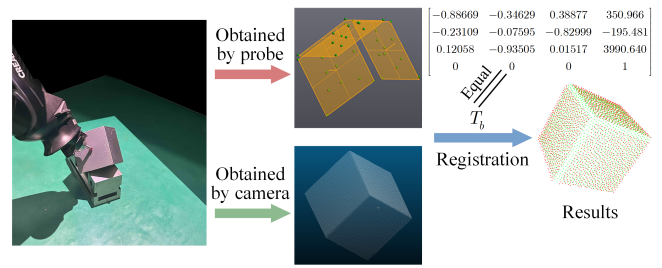 Obtained
by probe
−0.88669 −0.34629 0.38877 350.966
−0.23109 −0.07595 −0.82999 −195.481
0.12058 −0.93505 0.01517 3990.640
0 0 0 1
Equal
T_b
Registration
Obtained
by camera
Results